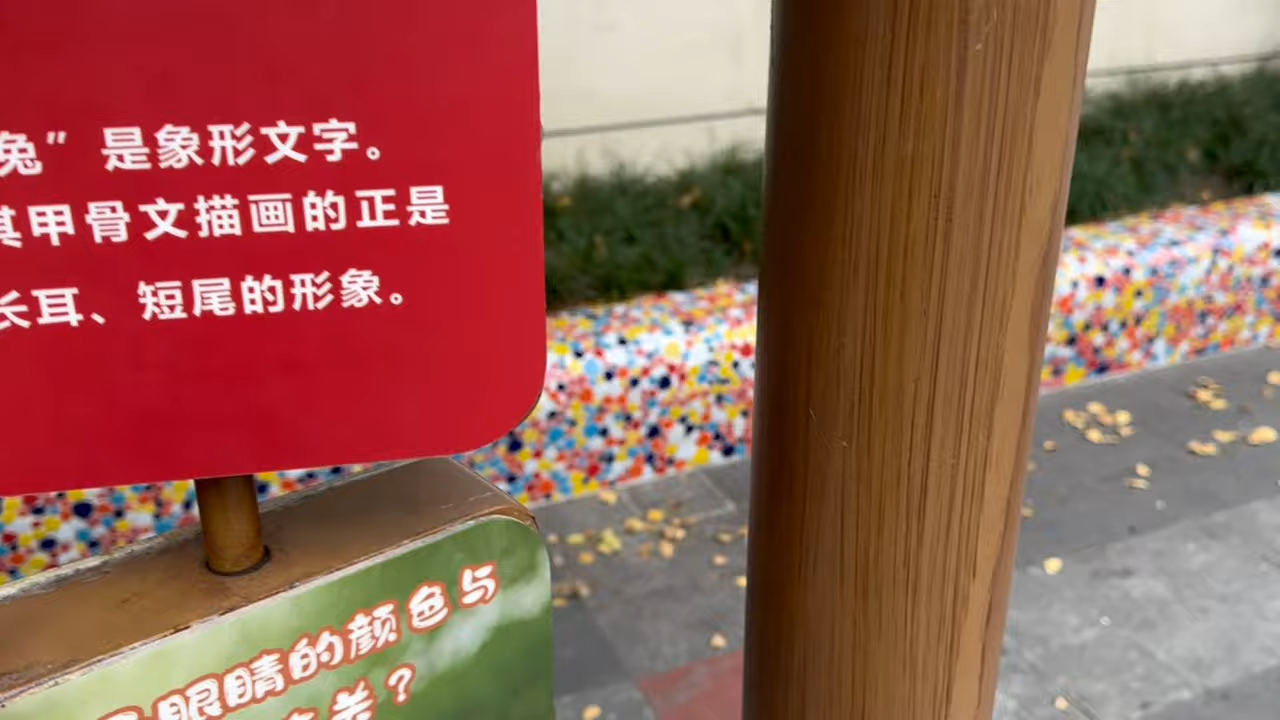 兔”是象形文字。
其甲骨文描画的正是
长耳、短尾的形象。
眼睛的颜色与
关？